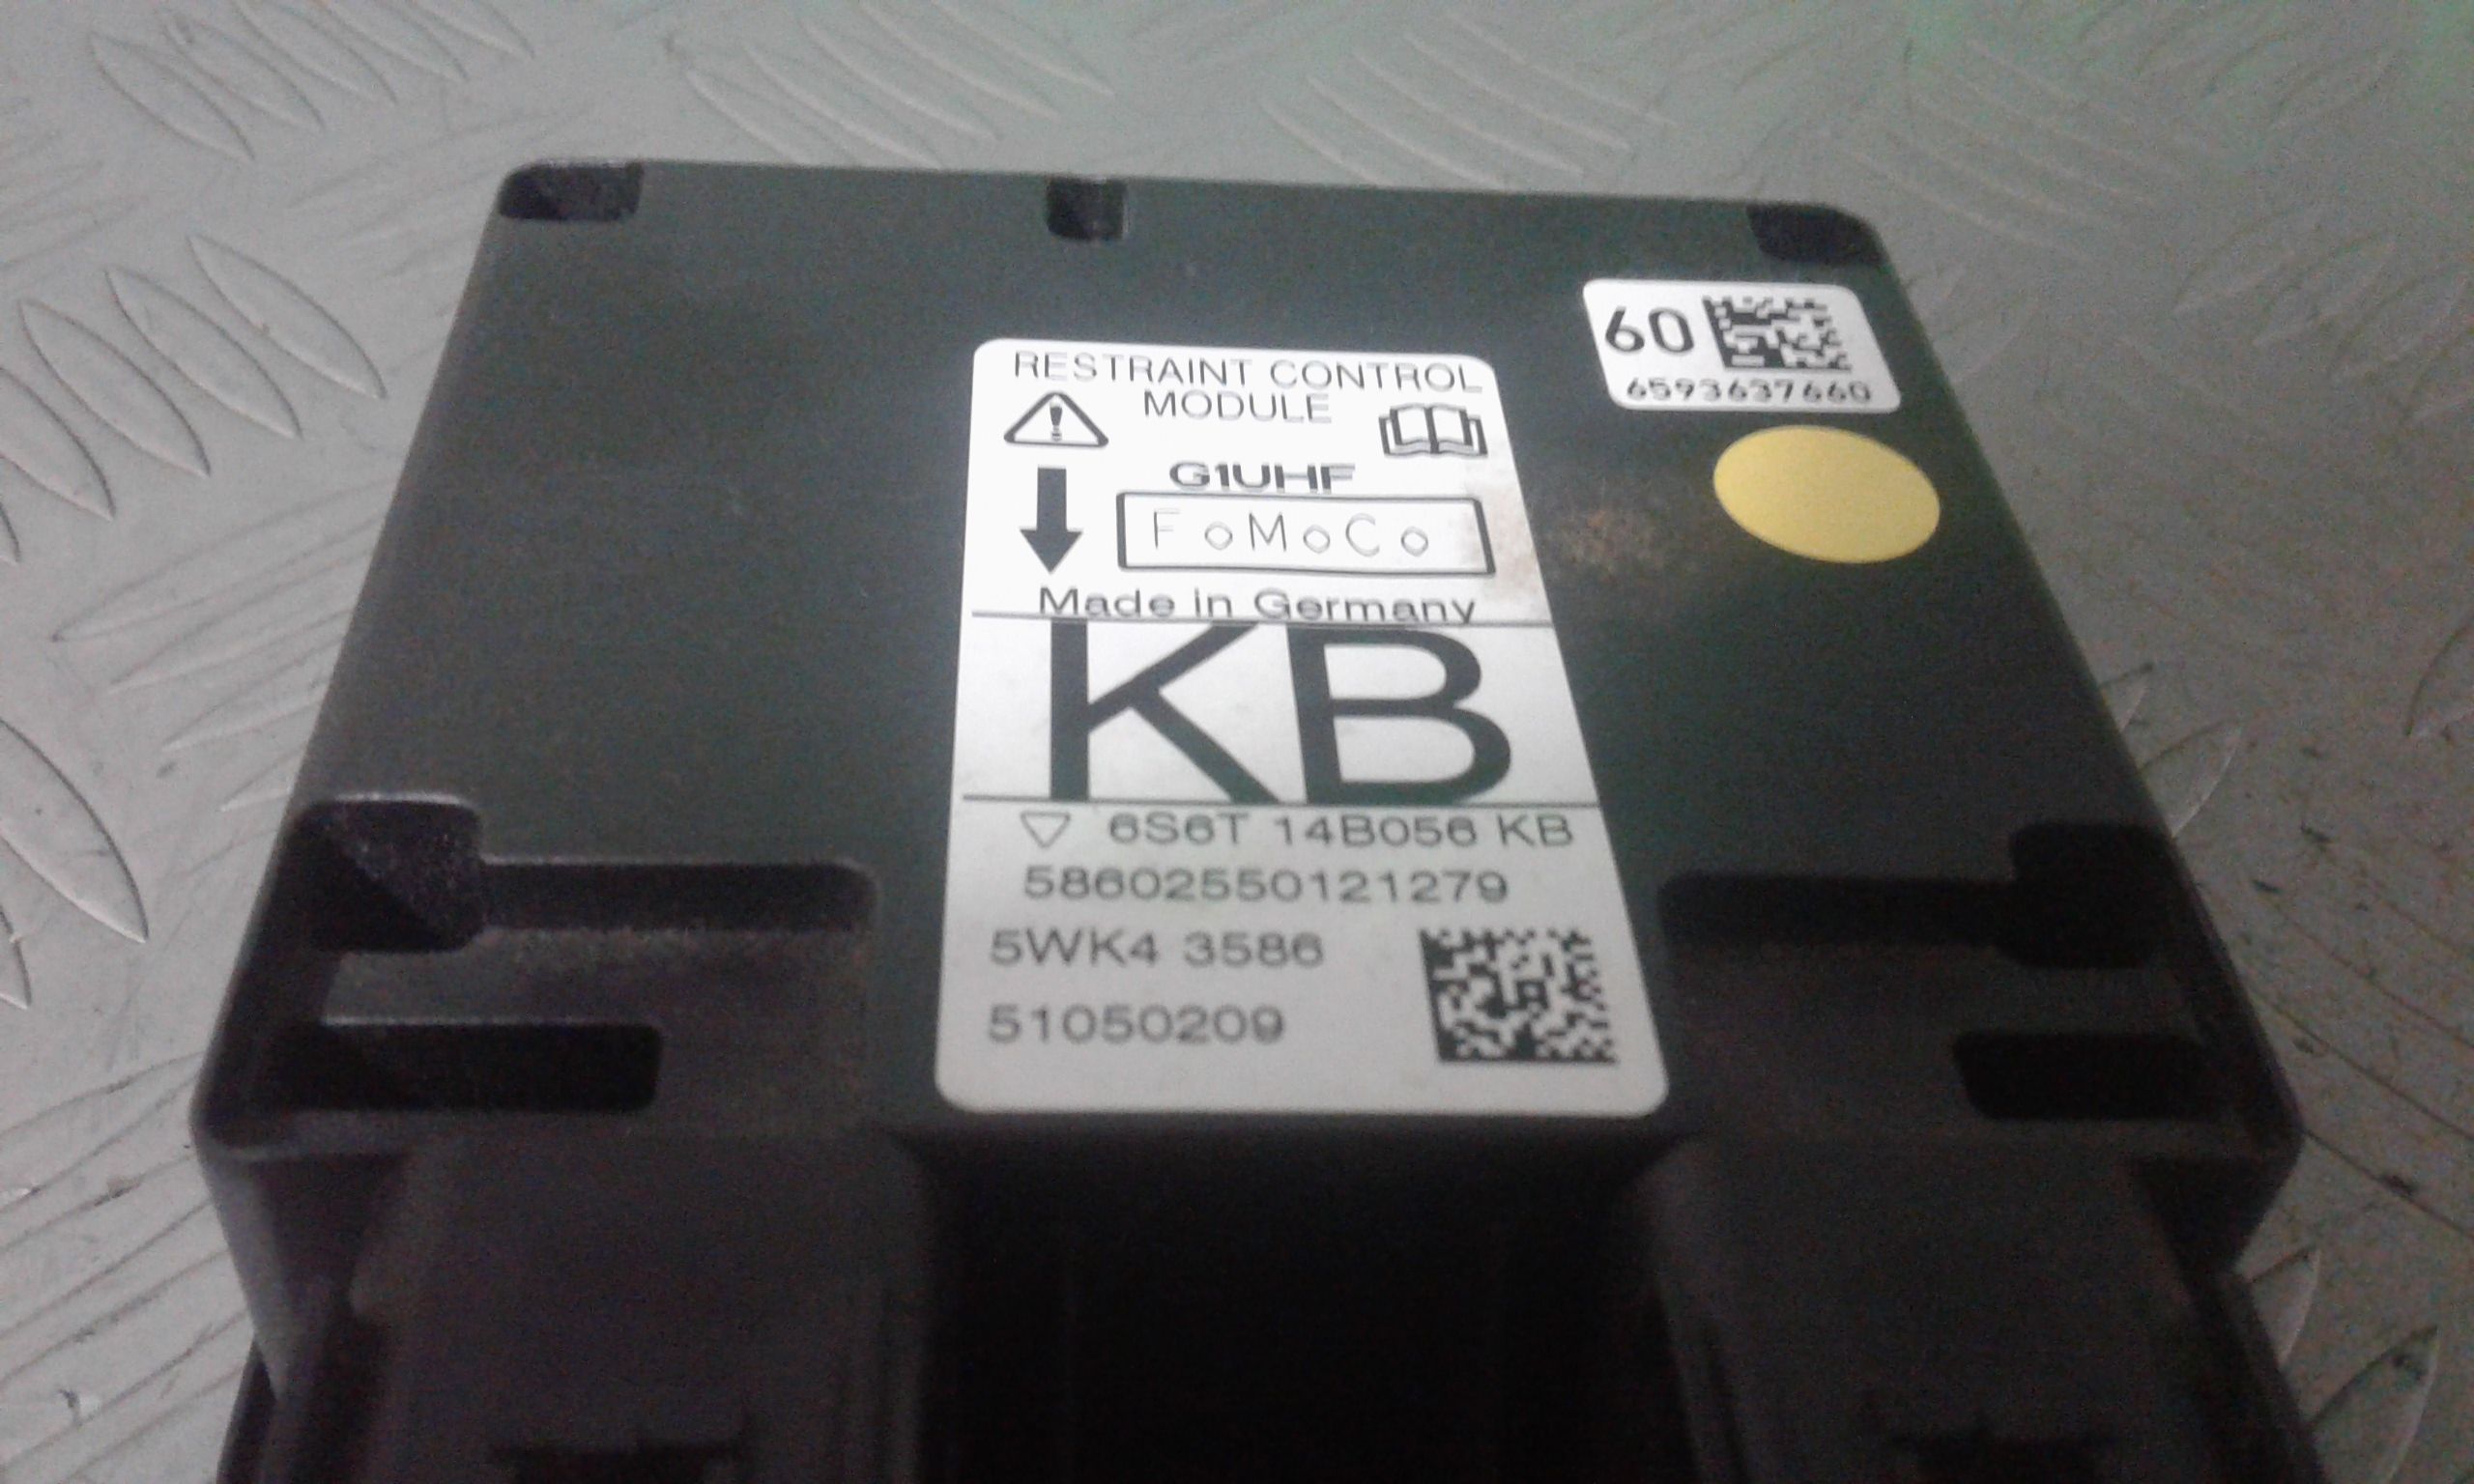 60
6593637660
RESTRAINT CONTROL
MODULE
G1UHF
FoMoCo
Made in Germany
KB
6S6T 14B056 KB
58602550121279
5WK4 3586
51050209